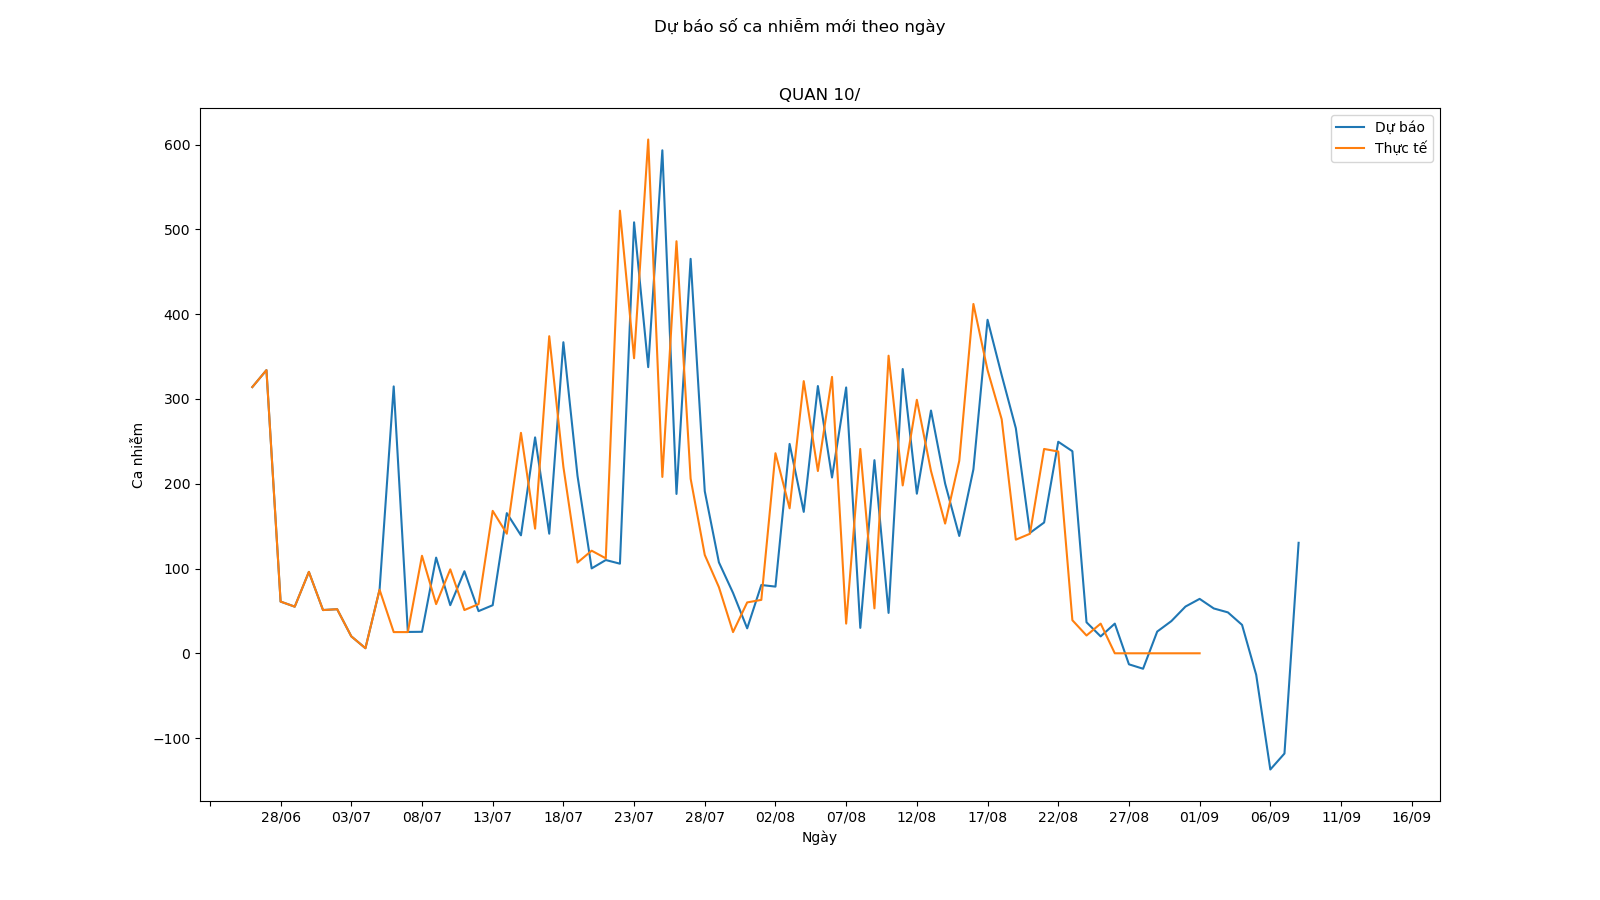 Dự báo số ca nhiễm mới theo ngày
QUAN 10/
Dự báo
Thực tế
600
500
400
300
200
100
0
−100
Ca nhiễm
28/06 03/07 08/07 13/07 18/07 23/07 28/07 02/08 07/08 12/08 17/08 22/08 27/08 01/09 06/09 11/09 16/09
Ngày